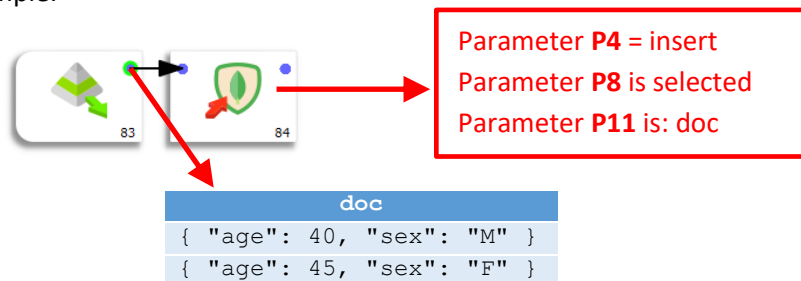 Parameter P4 = insert
Parameter P8 is selected
Parameter P11 is: doc
83
84
doc
{ "age": 40, "sex": "M" }
{ "age": 45, "sex": "F" }